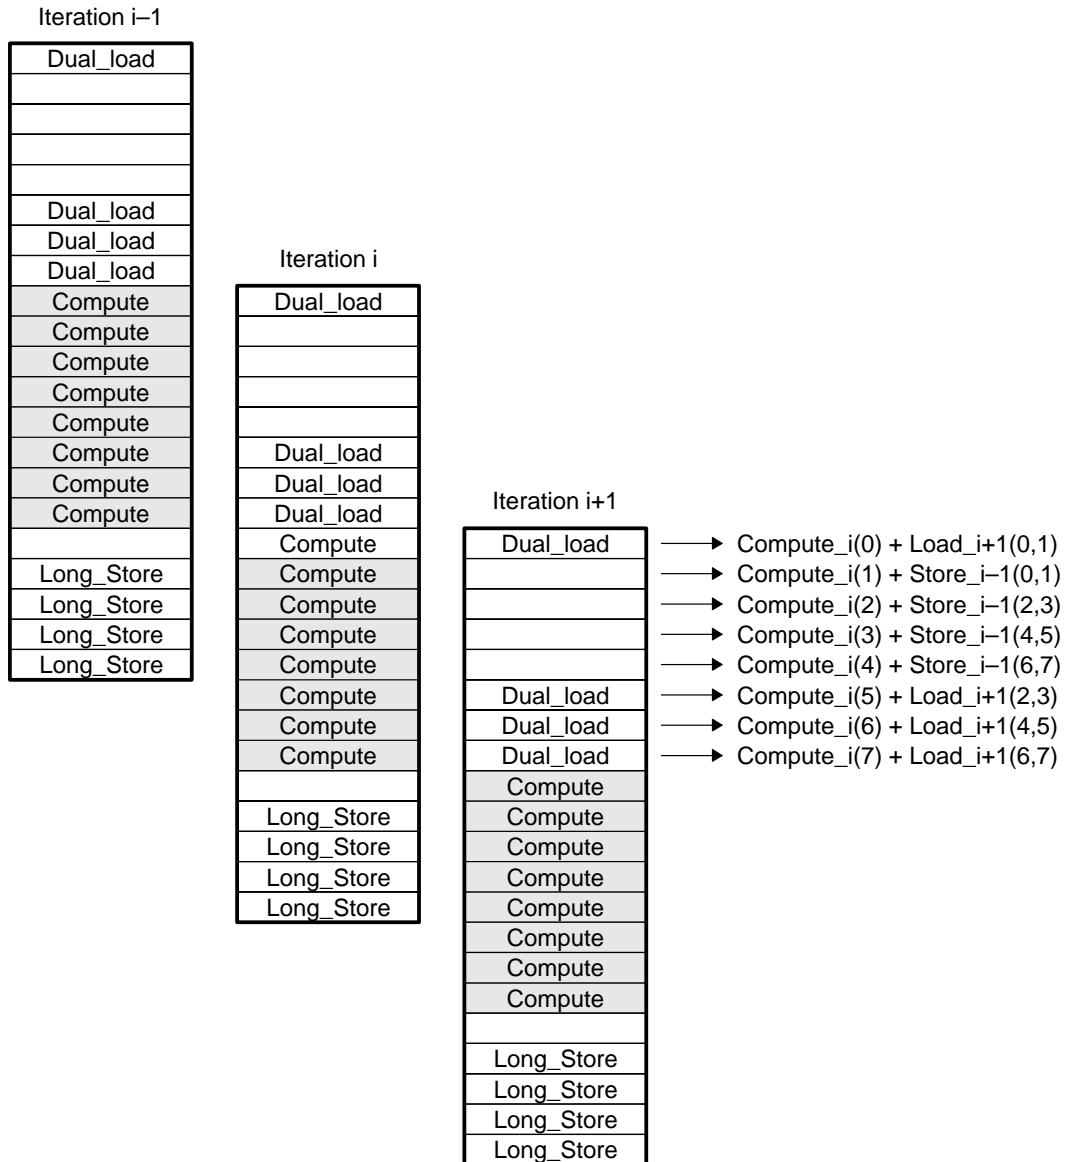 Iteration i–1
Dual_load
Dual_load
Dual_load
Dual_load
Compute
Compute
Compute
Compute
Compute
Compute
Compute
Compute
Long_Store
Long_Store
Long_Store
Long_Store
Iteration i
Dual_load
Dual_load
Dual_load
Dual_load
Compute
Compute
Compute
Compute
Compute
Compute
Compute
Compute
Long_Store
Long_Store
Long_Store
Long_Store
Iteration i+1
Dual_load
Dual_load
Dual_load
Dual_load
Compute
Compute
Compute
Compute
Compute
Compute
Compute
Compute
Long_Store
Long_Store
Long_Store
Long_Store
Compute_i(0) + Load_i+1(0,1)
Compute_i(1) + Store_i–1(0,1)
Compute_i(2) + Store_i–1(2,3)
Compute_i(3) + Store_i–1(4,5)
Compute_i(4) + Store_i–1(6,7)
Compute_i(5) + Load_i+1(2,3)
Compute_i(6) + Load_i+1(4,5)
Compute_i(7) + Load_i+1(6,7)